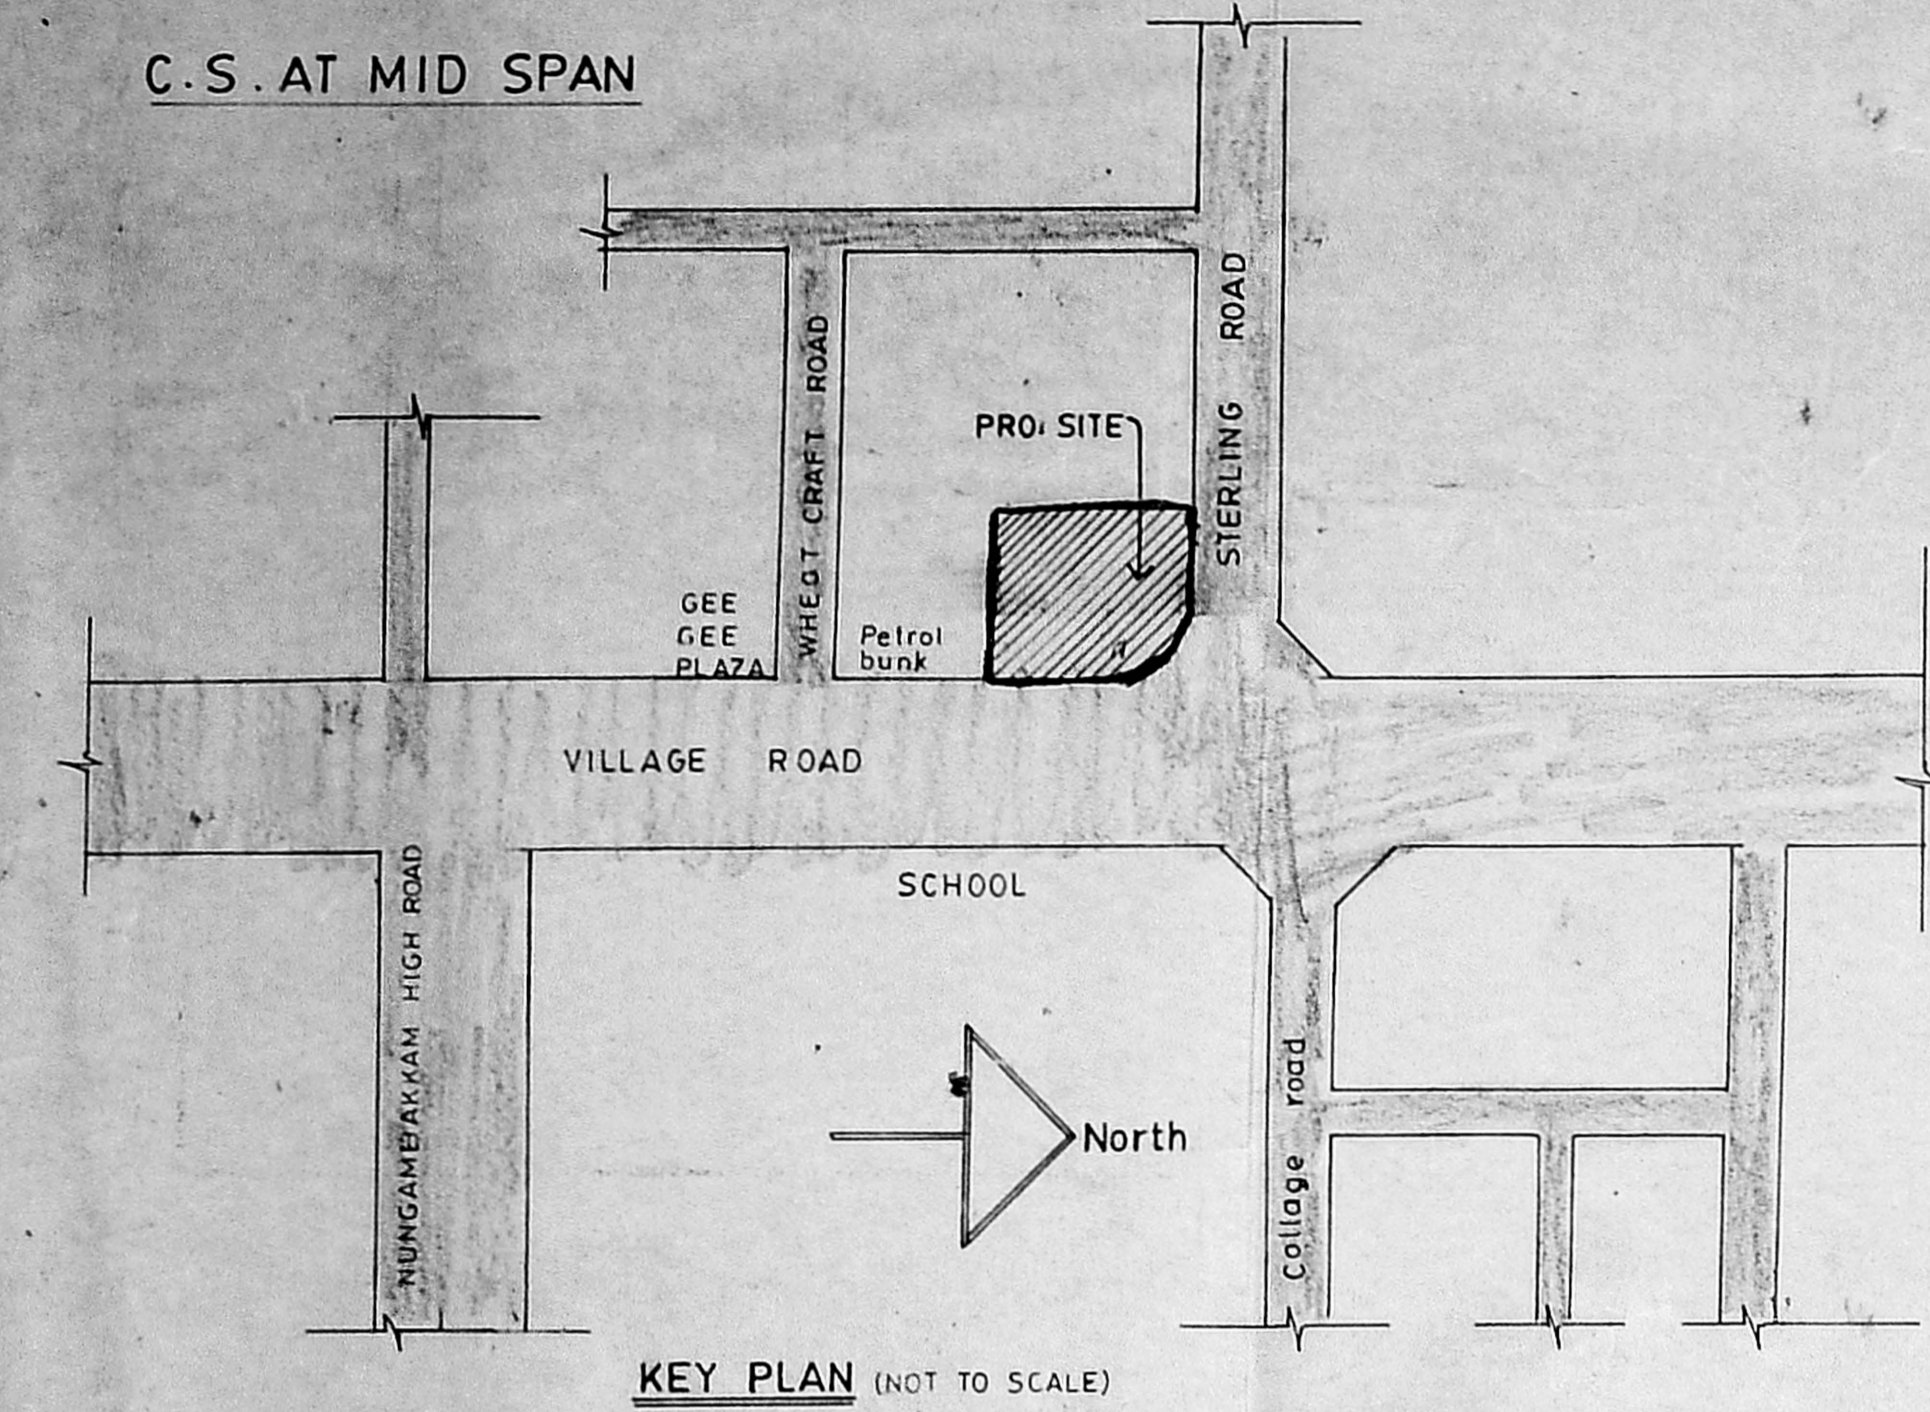 C.S. AT MID SPAN
STERLING ROAD
WHEOT CRAFT ROAD
PRO. SITE
GEE
GEE
PLAZA
Petrol
bunk
VILLAGE ROAD
SCHOOL
NUNGAMBAKKAM HIGH ROAD
Collage road
North
KEY PLAN (NOT TO SCALE)